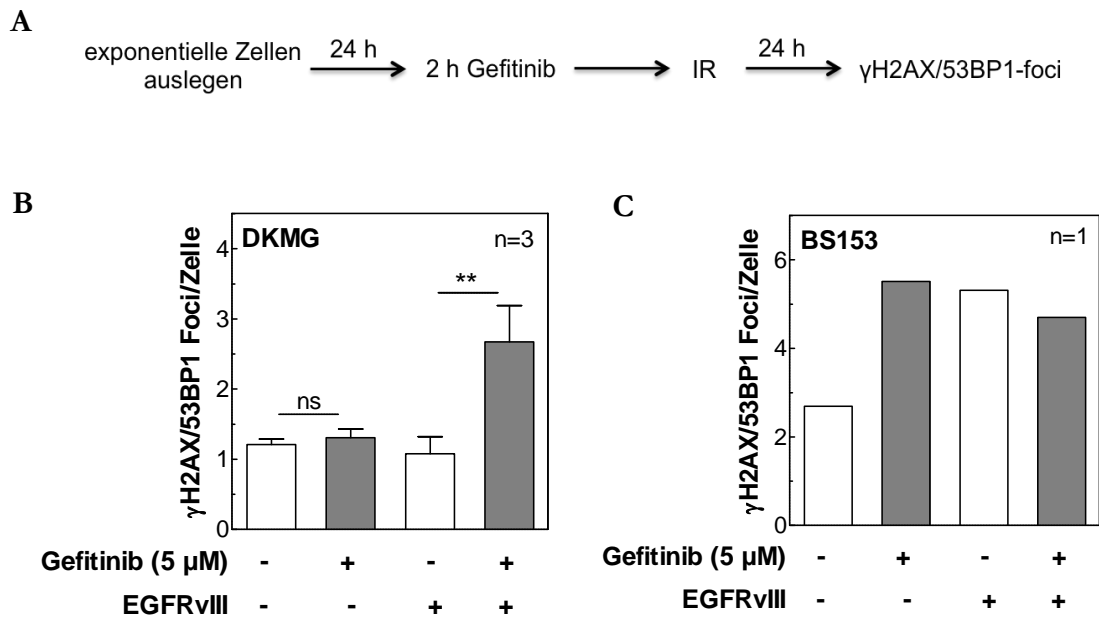 A
exponentielle Zellen
auslegen
24 h
2 h Gefitinib
IR
24 h
γH2AX/53BP1-foci
B
γH2AX/53BP1 Foci/Zelle
4
3
2
1
0
DKMG
n=3
ns
**
Gefitinib (5 µM) - + - +
EGFRvIII - - + +
C
γH2AX/53BP1 Foci/Zelle
6
4
2
0
BS153
n=1
Gefitinib (5 µM) - + - +
EGFRvIII - - + +